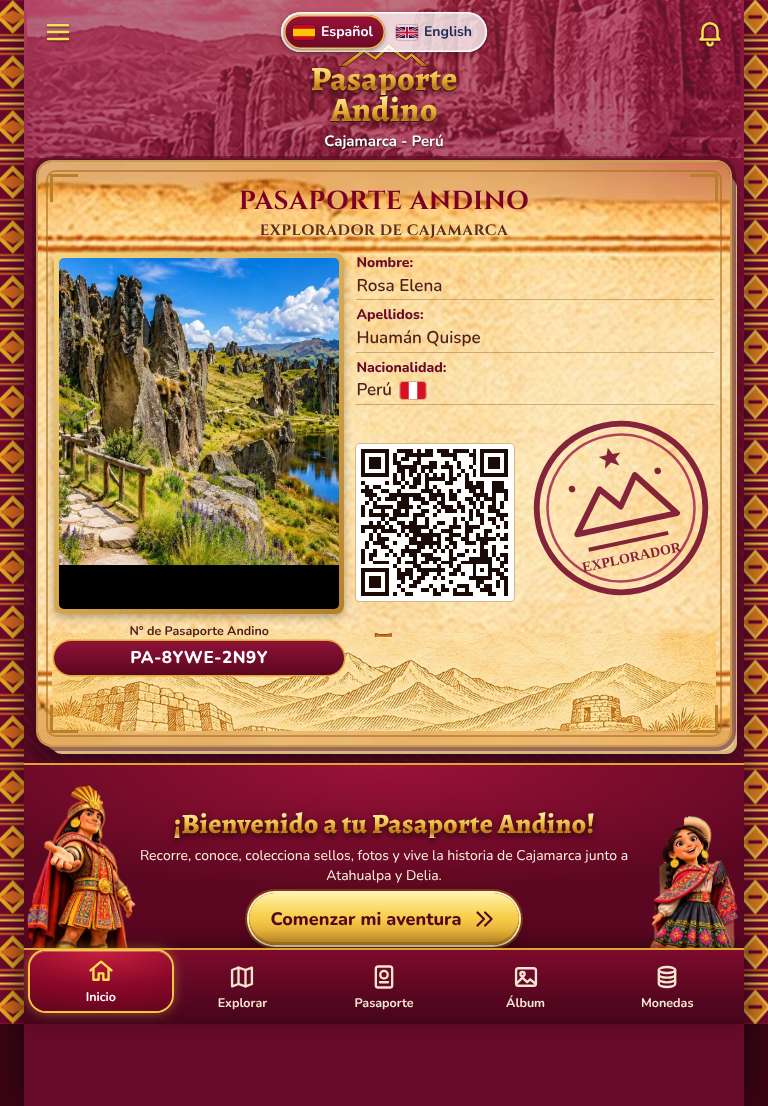 Español
English
Pasaporte
Andino
Cajamarca - Perú
PASAPORTE ANDINO
EXPLORADOR DE CAJAMARCA
Nombre:
Rosa Elena
Apellidos:
Huamán Quispe
Nacionalidad:
Perú
EXPLORADOR
N° de Pasaporte Andino
PA-8YWE-2N9Y
¡Bienvenido a tu Pasaporte Andino!
Recorre, conoce, colecciona sellos, fotos y vive la historia de Cajamarca junto a
Atahualpa y Delia.
Comenzar mi aventura
Inicio
Explorar
Pasaporte
Álbum
Monedas